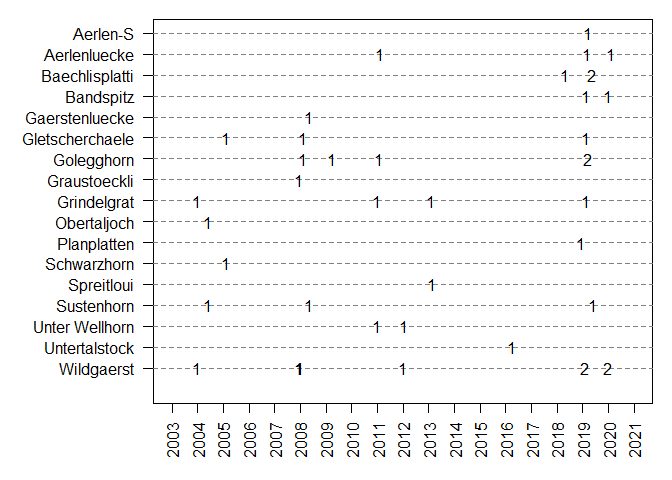 Aerlen-S 1
Aerlenluecke 1 1 1
Baechlisplatti 1 2
Bandspitz 1 1
Gaerstenluecke 1
Gletscherchaele 1 1 1
Golegghorn 1 1 1 2
Graustoeckli 1
Grindelgrat 1 1 1 1
Obertaljoch 1
Planplatten 1
Schwarzhorn 1
Spreitloui 1
Sustenhorn 1 1 1
Unter Wellhorn 1 1
Untertalstock 1
Wildgaerst 1 1 1 2 2
2003 2004 2005 2006 2007 2008 2009 2010 2011 2012 2013 2014 2015 2016 2017 2018 2019 2020 2021